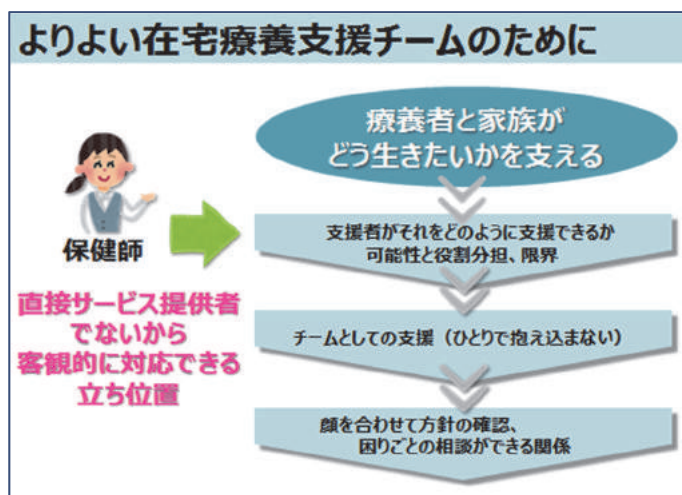 よりよい在宅療養支援チームのために
療養者と家族が
どう生きたいかを支える
保健師
直接サービス提供者
でないから
客観的に対応できる
立ち位置
支援者がそれをどのように支援できるか
可能性と役割分担、限界
チームとしての支援（ひとりで抱え込まない）
顔を合わせて方針の確認、
困りごとの相談ができる関係